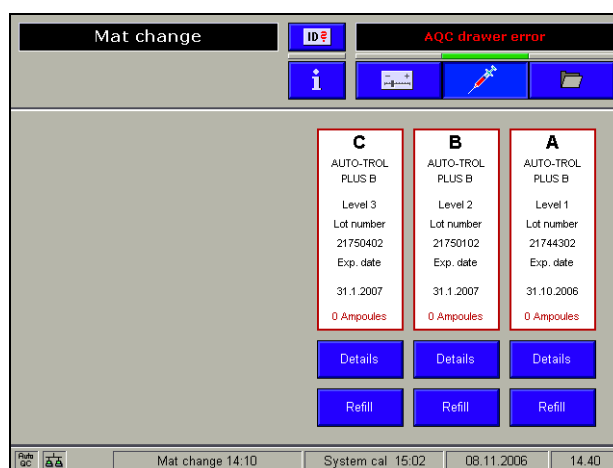 Mat change
ID?
AQC drawer error
i
C
AUTO-TROL
PLUS B
Level 3
Lot number
21750402
Exp. date
31.1.2007
0 Ampoules
B
AUTO-TROL
PLUS B
Level 2
Lot number
21750102
Exp. date
31.1.2007
0 Ampoules
A
AUTO-TROL
PLUS B
Level 1
Lot number
21744302
Exp. date
31.10.2006
0 Ampoules
Details
Details
Details
Refill
Refill
Refill
Auto
QC
Mat change 14:10
System cal 15:02
08.11.2006
14.40